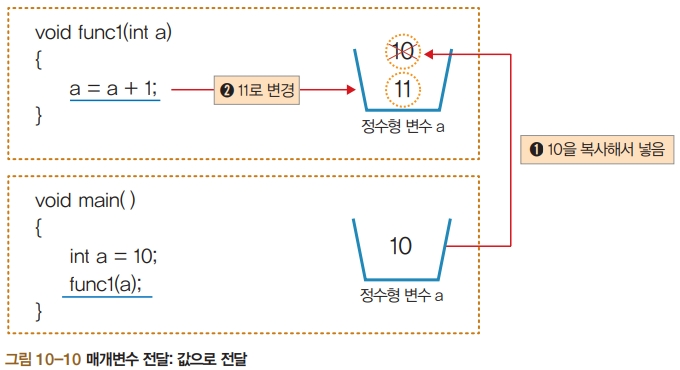 void func1(int a)
{
a = a + 1;
}
❷ 11로 변경
10
11
정수형 변수 a
❶ 10을 복사해서 넣음
void main( )
{
int a = 10;
func1(a);
}
10
정수형 변수 a
그림 10-10 매개변수 전달: 값으로 전달